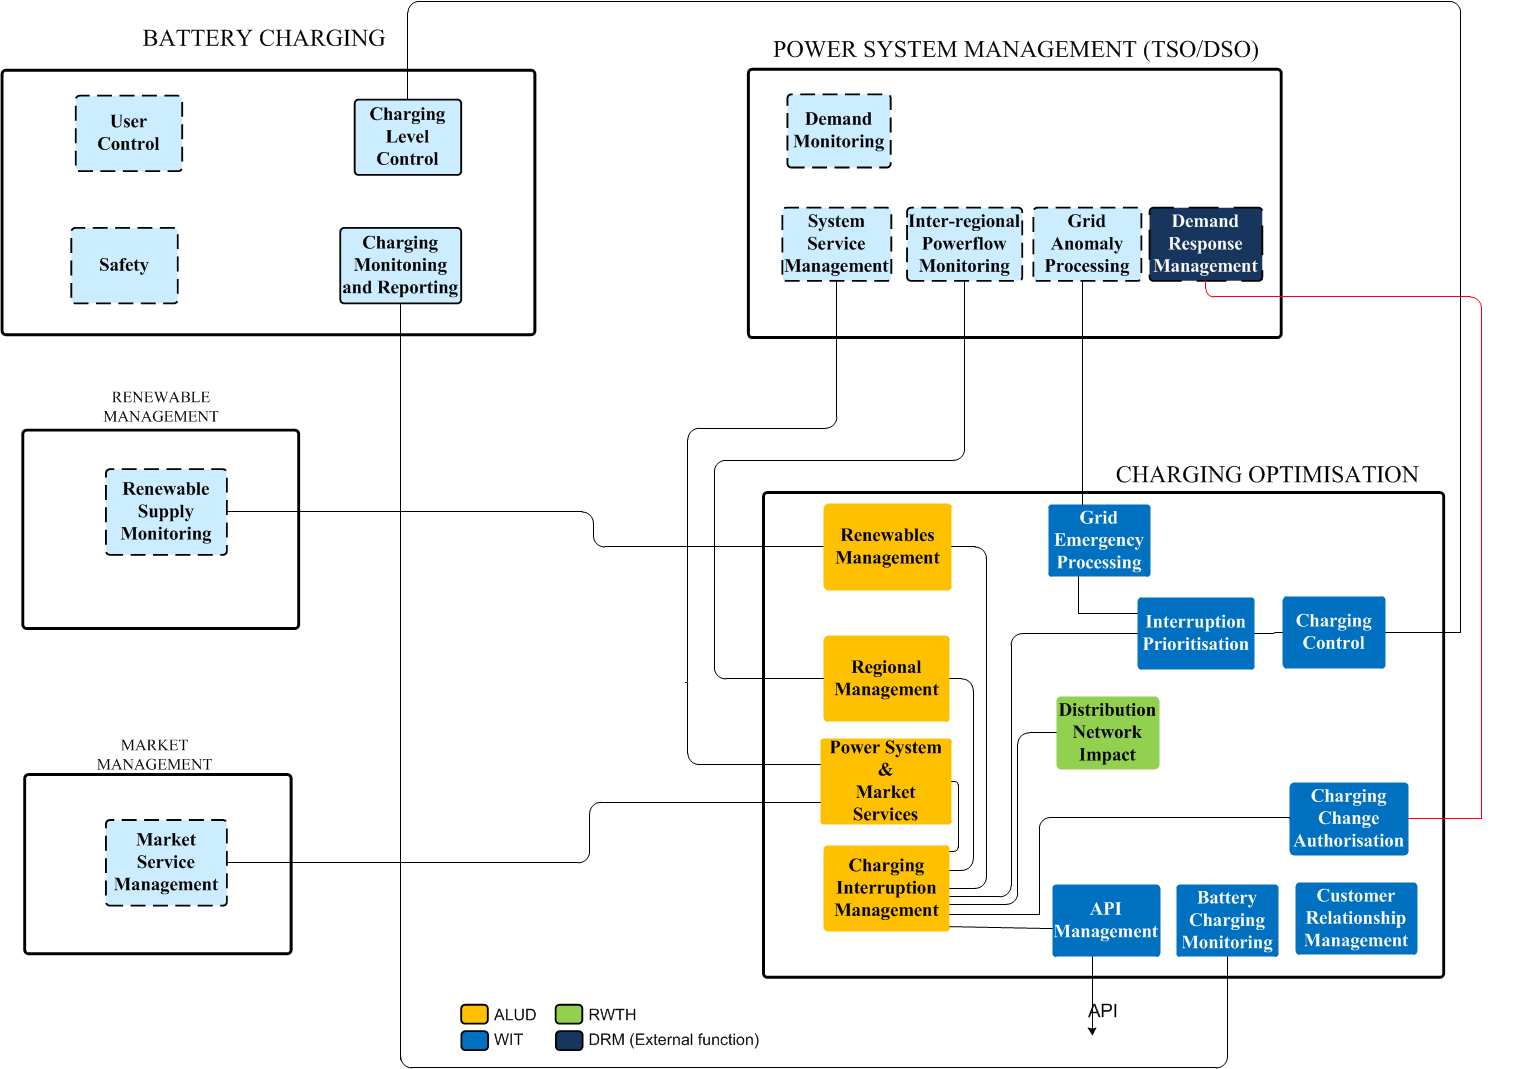 BATTERY CHARGING
User
Control
Charging
Level
Control
Safety
Charging
Monitoning
and Reporting
POWER SYSTEM MANAGEMENT (TSO/DSO)
Demand
Monitoring
System
Service
Management
Inter-regional
Powerflow
Monitoring
Grid
Anomaly
Processing
Demand
Response
Management
RENEWABLE
MANAGEMENT
Renewable
Supply
Monitoring
MARKET
MANAGEMENT
Market
Service
Management
CHARGING OPTIMISATION
Renewables
Management
Grid
Emergency
Processing
Interruption
Prioritisation
Charging
Control
Regional
Management
Distribution
Network
Impact
Power System
&
Market
Services
Charging
Change
Authorisation
Charging
Interruption
Management
API
Management
Battery
Charging
Monitoring
Customer
Relationship
Management
API
ALUD
RWTH
WIT
DRM (External function)